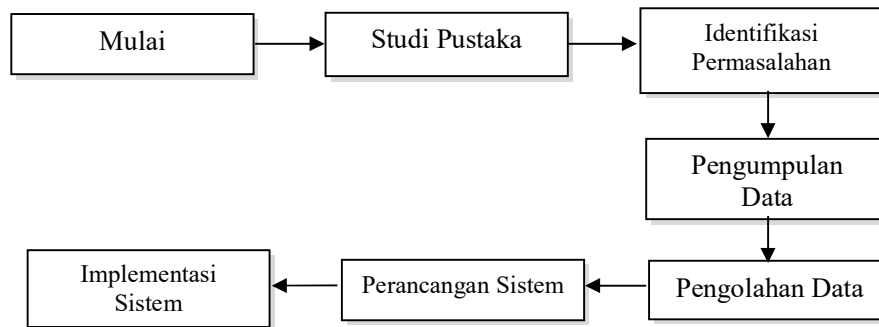 Mulai
Studi Pustaka
Identifikasi
Permasalahan
Pengumpulan
Data
Pengolahan Data
Perancangan Sistem
Implementasi
Sistem